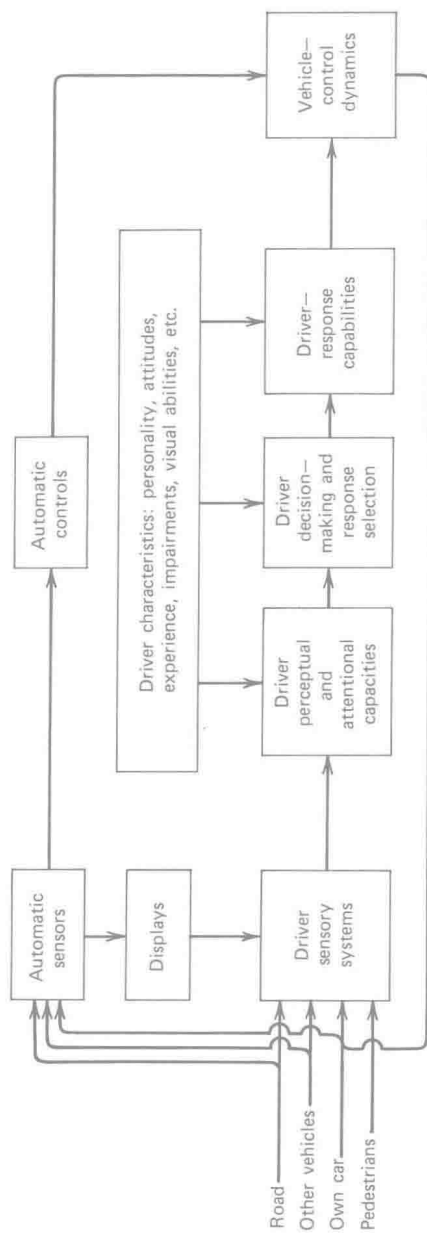 Automatic
sensors
Automatic
controls
Displays
Driver characteristics: personality, attitudes,
experience, impairments, visual abilities, etc.
Road
Other vehicles
Own car
Pedestrians
Driver
sensory
systems
Driver
perceptual
and
attentional
capacities
Driver
decision—
making and
response
selection
Driver—
response
capabilities
Vehicle—
control
dynamics